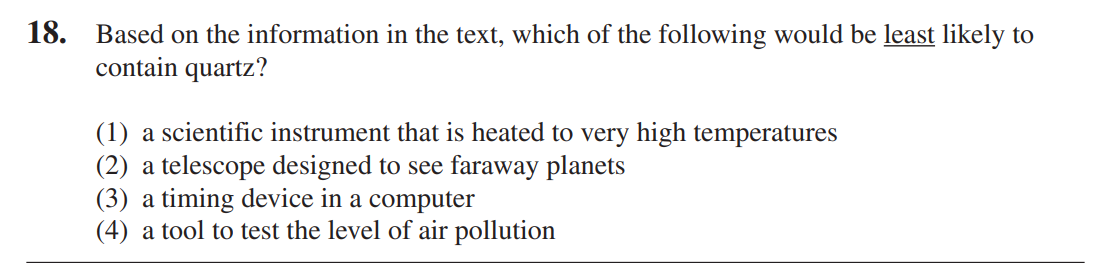 18. Based on the information in the text, which of the following would be least likely to
contain quartz?
(1) a scientific instrument that is heated to very high temperatures
(2) a telescope designed to see faraway planets
(3) a timing device in a computer
(4) a tool to test the level of air pollution